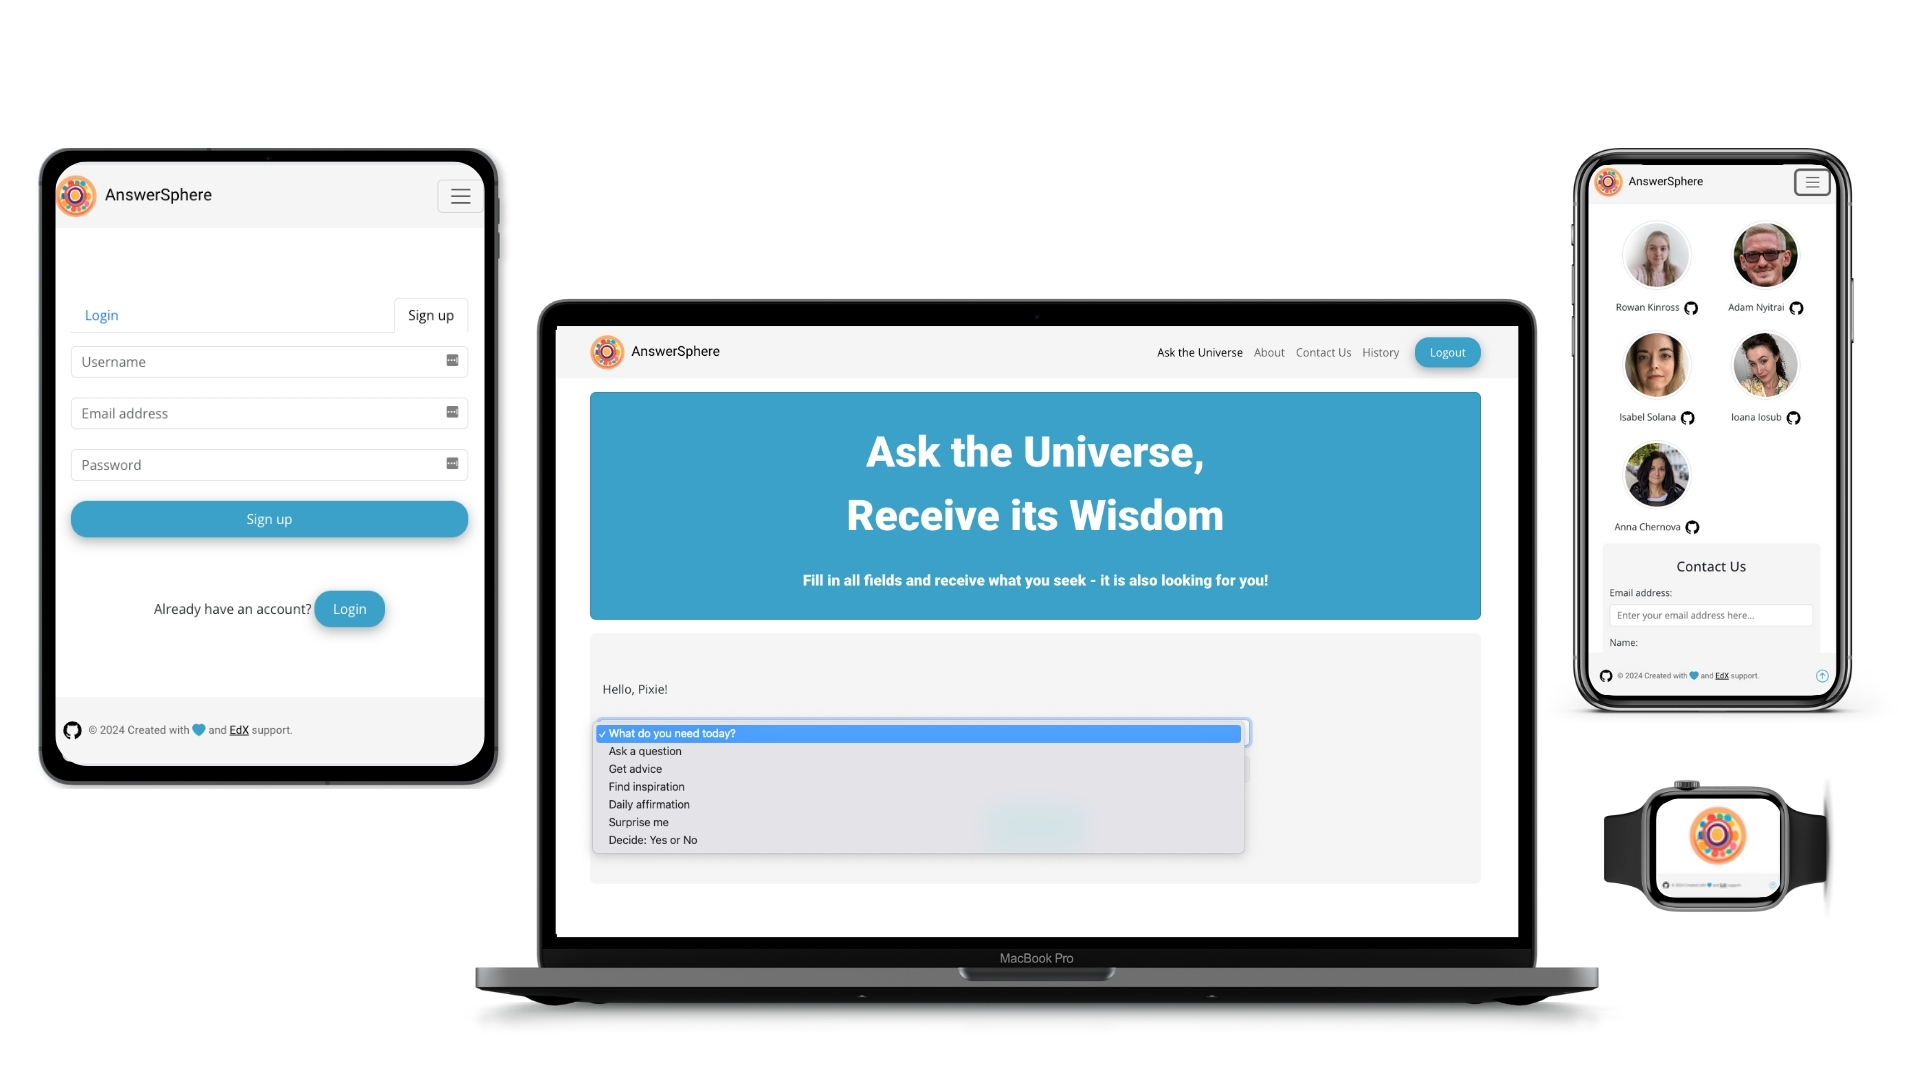 AnswerSphere
Login
Sign up
Username
Email address
Password
Sign up
Already have an account? Login
© 2024 Created with and EdX support.
AnswerSphere
Ask the Universe About Contact Us History Logout
Ask the Universe,
Receive its Wisdom
Fill in all fields and receive what you seek - it is also looking for you!
Hello, Pixie!
✓ What do you need today?
Ask a question
Get advice
Find inspiration
Daily affirmation
Surprise me
Decide: Yes or No
MacBook Pro
AnswerSphere
Rowan Kinross Adam Nyitrai
Isabel Solana Ioana Iosub
Anna Chernova
Contact Us
Email address:
Enter your email address here...
Name:
© 2024 Created with and EdX support.